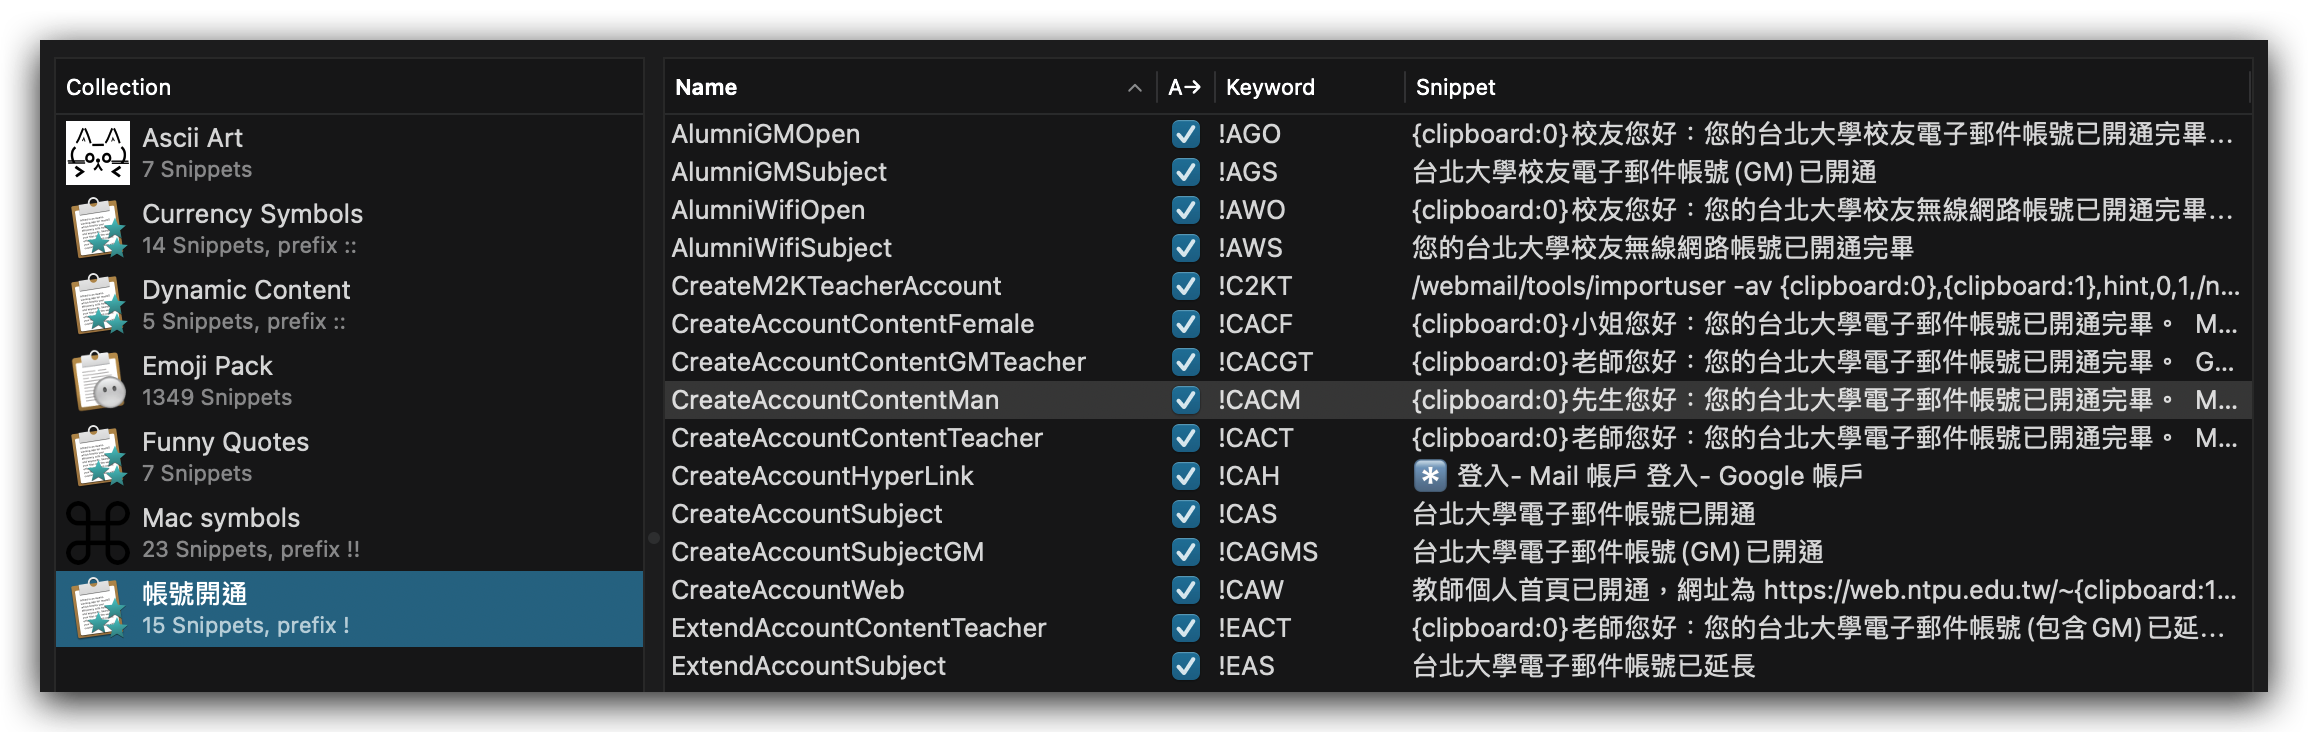 Collection
Ascii Art
7 Snippets
Currency Symbols
14 Snippets, prefix ::
Dynamic Content
5 Snippets, prefix ::
Emoji Pack
1349 Snippets
Funny Quotes
7 Snippets
Mac symbols
23 Snippets, prefix !!
帳號開通
15 Snippets, prefix !
Name A→ Keyword Snippet
AlumniGMOpen !AGO {clipboard:0}校友您好：您的台北大學校友電子郵件帳號已開通完畢...
AlumniGMSubject !AGS 台北大學校友電子郵件帳號(GM)已開通
AlumniWifiOpen !AWO {clipboard:0}校友您好：您的台北大學校友無線網路帳號已開通完畢...
AlumniWifiSubject !AWS 您的台北大學校友無線網路帳號已開通完畢
CreateM2KTeacherAccount !C2KT /webmail/tools/importuser -av {clipboard:0},{clipboard:1},hint,0,1,/n...
CreateAccountContentFemale !CACF {clipboard:0}小姐您好：您的台北大學電子郵件帳號已開通完畢。 M...
CreateAccountContentGMTeacher !CACGT {clipboard:0}老師您好：您的台北大學電子郵件帳號已開通完畢。 G...
CreateAccountContentMan !CACM {clipboard:0}先生您好：您的台北大學電子郵件帳號已開通完畢。 M...
CreateAccountContentTeacher !CACT {clipboard:0}老師您好：您的台北大學電子郵件帳號已開通完畢。 M...
CreateAccountHyperLink !CAH *️⃣ 登入- Mail 帳戶 登入- Google 帳戶
CreateAccountSubject !CAS 台北大學電子郵件帳號已開通
CreateAccountSubjectGM !CAGMS 台北大學電子郵件帳號(GM)已開通
CreateAccountWeb !CAW 教師個人首頁已開通，網址為 https://web.ntpu.edu.tw/~{clipboard:1...
ExtendAccountContentTeacher !EACT {clipboard:0}老師您好：您的台北大學電子郵件帳號(包含GM)已延...
ExtendAccountSubject !EAS 台北大學電子郵件帳號已延長